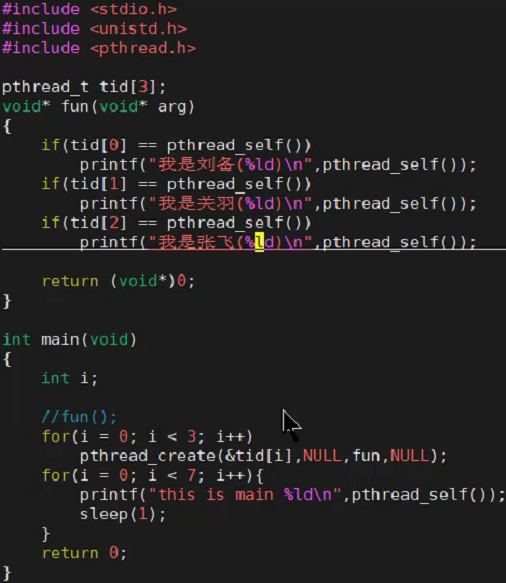 #include <stdio.h>
#include <unistd.h>
#include <pthread.h>
pthread_t tid[3];
void* fun(void* arg)
{
if(tid[0] == pthread_self())
printf("我是刘备(%ld)\n",pthread_self());
if(tid[1] == pthread_self())
printf("我是关羽(%ld)\n",pthread_self());
if(tid[2] == pthread_self())
printf("我是张飞(%ld)\n",pthread_self());
return (void*)0;
}
int main(void)
{
int i;
//fun();
for(i = 0; i < 3; i++)
pthread_create(&tid[i],NULL,fun,NULL);
for(i = 0; i < 7; i++){
printf("this is main %ld\n",pthread_self());
sleep(1);
}
return 0;
}